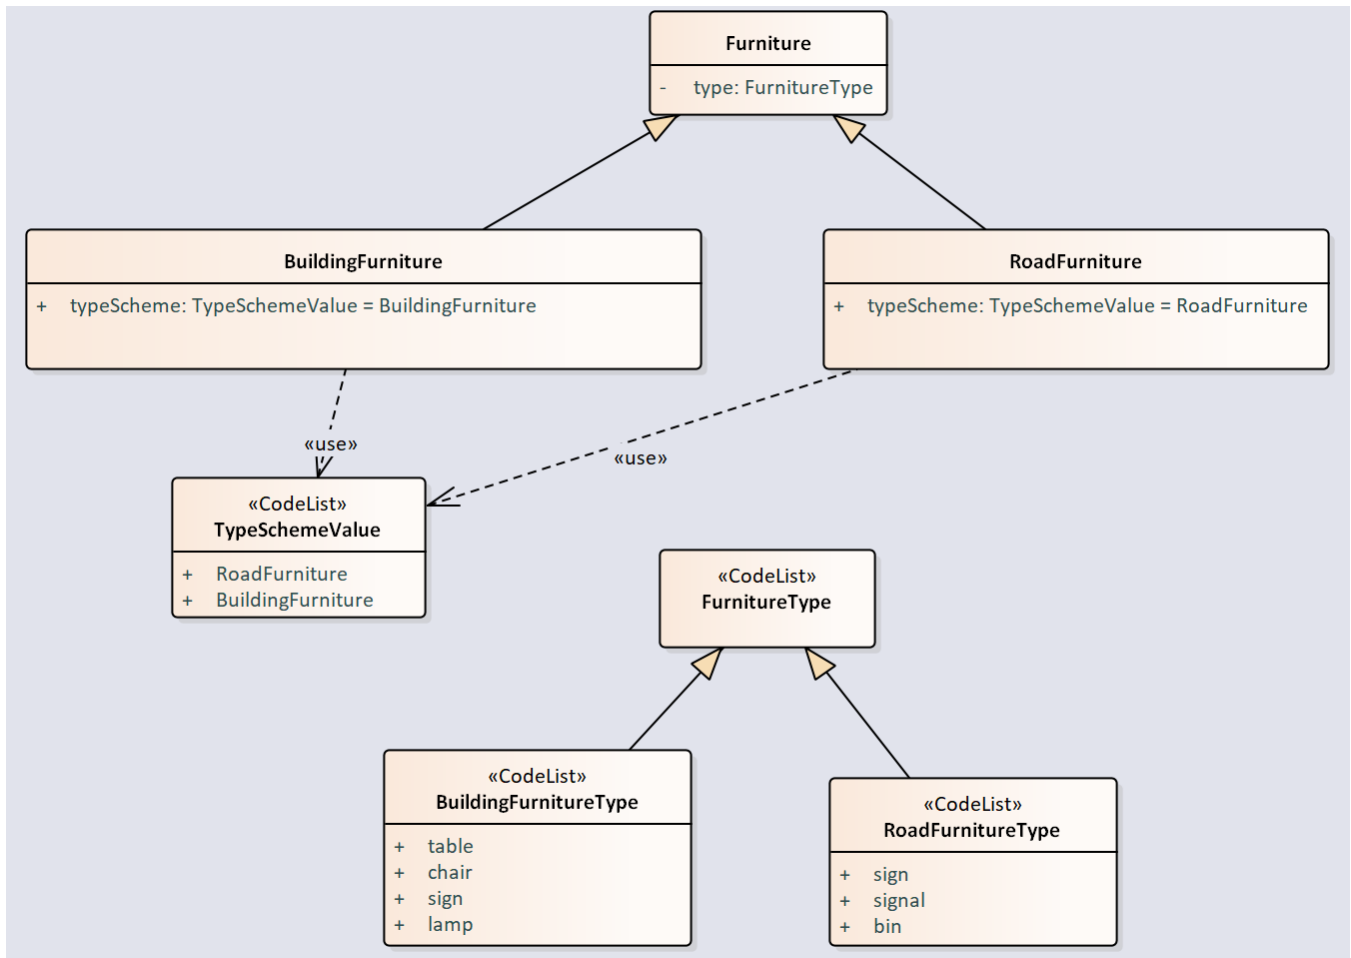 Furniture
- type: FurnitureType
BuildingFurniture
+ typeScheme: TypeSchemeValue = BuildingFurniture
RoadFurniture
+ typeScheme: TypeSchemeValue = RoadFurniture
«use»
«use»
«CodeList»
TypeSchemeValue
+ RoadFurniture
+ BuildingFurniture
«CodeList»
FurnitureType
«CodeList»
BuildingFurnitureType
+ table
+ chair
+ sign
+ lamp
«CodeList»
RoadFurnitureType
+ sign
+ signal
+ bin